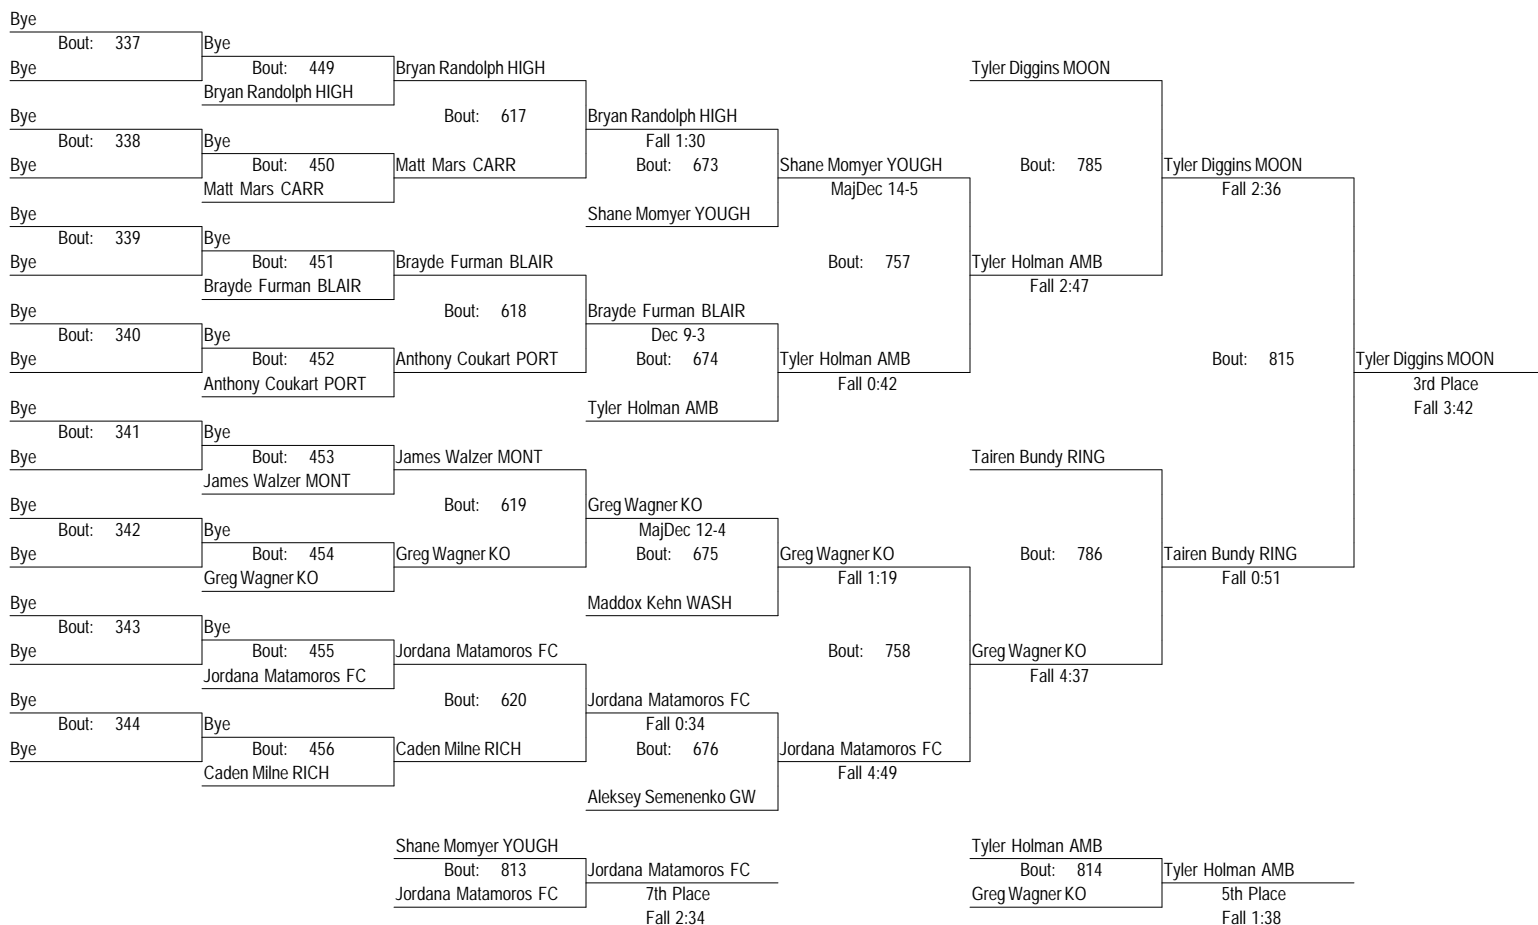 Bye
Bout: 337 Bye
Bye Bout: 449 Bryan Randolph HIGH Tyler Diggins MOON
Bryan Randolph HIGH
Bye Bout: 617 Bryan Randolph HIGH
Bout: 338 Bye Fall 1:30
Bye Bout: 450 Matt Mars CARR Bout: 673 Shane Momyer YOUGH Bout: 785 Tyler Diggins MOON
Matt Mars CARR MajDec 14-5 Fall 2:36
Bye Shane Momyer YOUGH
Bout: 339 Bye
Bye Bout: 451 Brayde Furman BLAIR Bout: 757 Tyler Holman AMB
Brayde Furman BLAIR Fall 2:47
Bye Bout: 618 Brayde Furman BLAIR
Bout: 340 Bye Dec 9-3
Bye Bout: 452 Anthony Coukart PORT Bout: 674 Tyler Holman AMB Bout: 815 Tyler Diggins MOON
Anthony Coukart PORT Fall 0:42 3rd Place
Bye Tyler Holman AMB Fall 3:42
Bout: 341 Bye
Bye Bout: 453 James Walzer MONT Tairen Bundy RING
James Walzer MONT
Bye Bout: 619 Greg Wagner KO
Bout: 342 Bye MajDec 12-4
Bye Bout: 454 Greg Wagner KO Bout: 675 Greg Wagner KO Bout: 786 Tairen Bundy RING
Greg Wagner KO Fall 1:19 Fall 0:51
Bye Maddox Kehn WASH
Bout: 343 Bye
Bye Bout: 455 Jordana Matamoros FC Bout: 758 Greg Wagner KO
Jordana Matamoros FC Fall 4:37
Bye Bout: 620 Jordana Matamoros FC
Bout: 344 Bye Fall 0:34
Bye Bout: 456 Caden Milne RICH Bout: 676 Jordana Matamoros FC
Caden Milne RICH Fall 4:49
Aleksey Semenenko GW
Shane Momyer YOUGH Tyler Holman AMB
Bout: 813 Jordana Matamoros FC Bout: 814 Tyler Holman AMB
Jordana Matamoros FC 7th Place Greg Wagner KO 5th Place
Fall 2:34 Fall 1:38